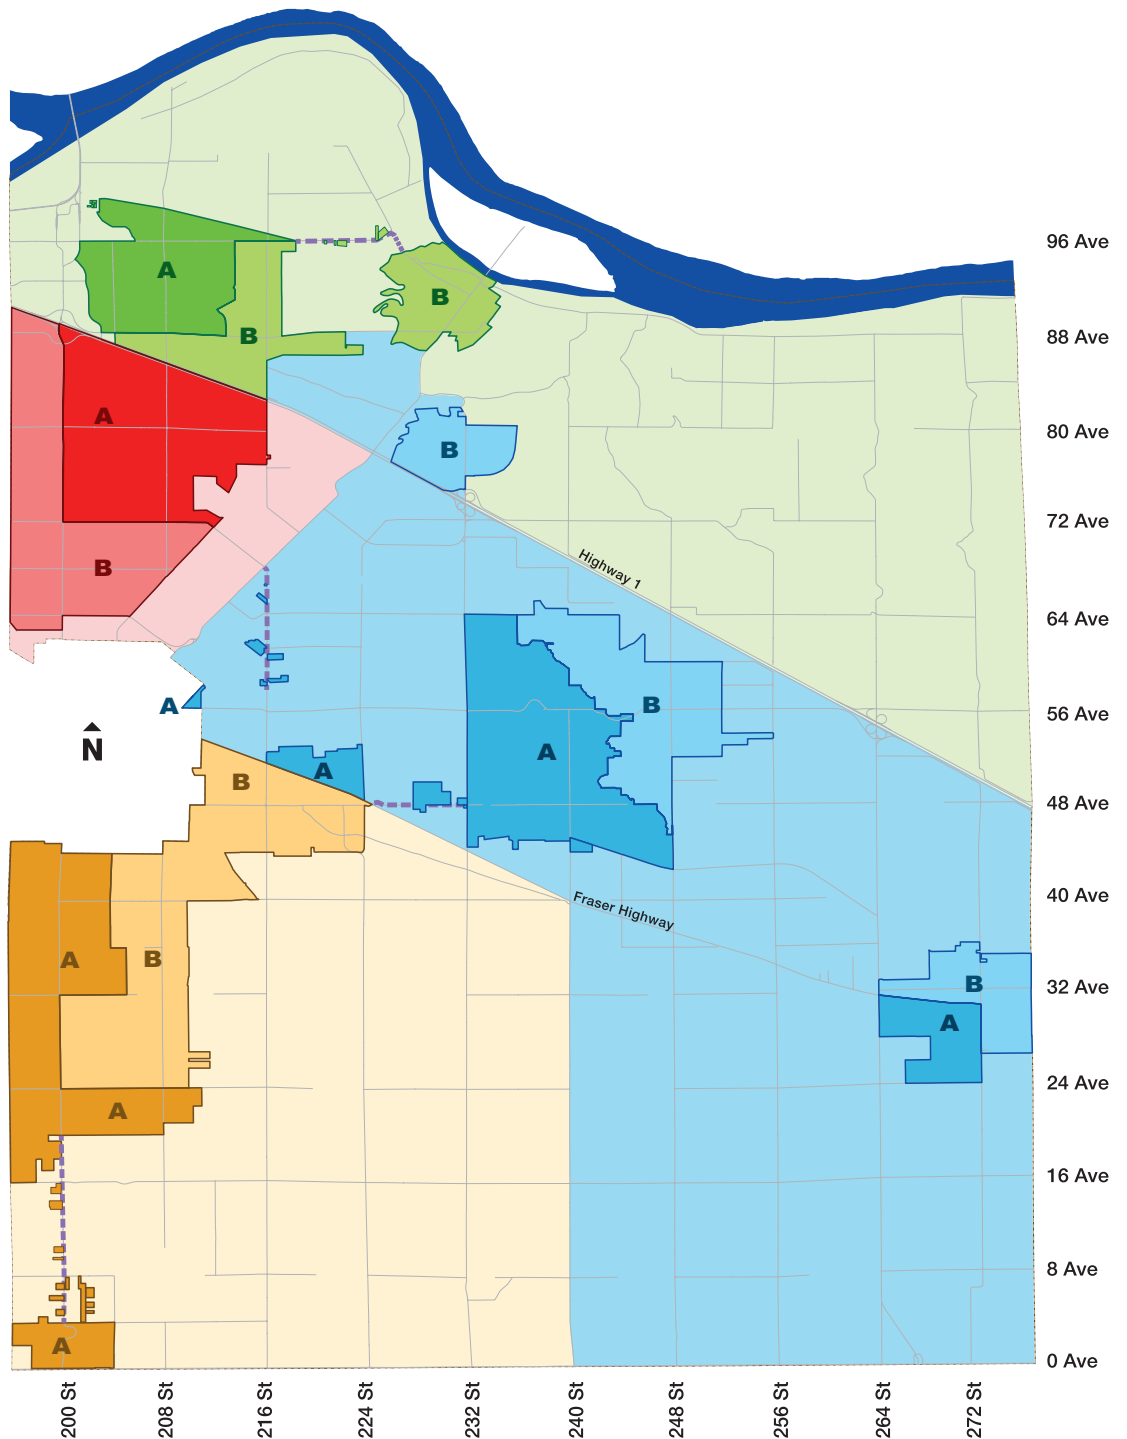 96 Ave
A
B
B
88 Ave
A
80 Ave
B
72 Ave
Highway 1
B
64 Ave
A
B
56 Ave
N
A
A
B
48 Ave
40 Ave
Fraser Highway
A
B
B
32 Ave
A
24 Ave
A
16 Ave
8 Ave
A
0 Ave
200 St
208 St
216 St
224 St
232 St
240 St
248 St
256 St
264 St
272 St